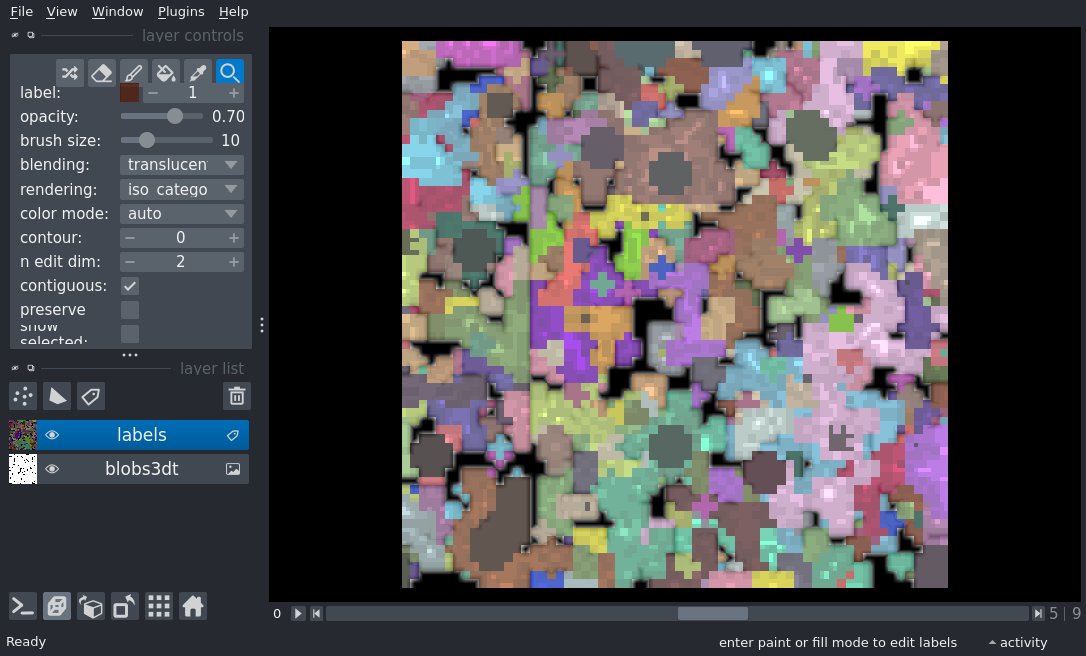 File View Window Plugins Help
layer controls
label: 1
opacity: 0.70
brush size: 10
blending: translucen
rendering: iso catego
color mode: auto
contour: 0
n edit dim: 2
contiguous:
preserve
show
selected:
layer list
labels
blobs3dt
0 5 | 9
Ready enter paint or fill mode to edit labels activity